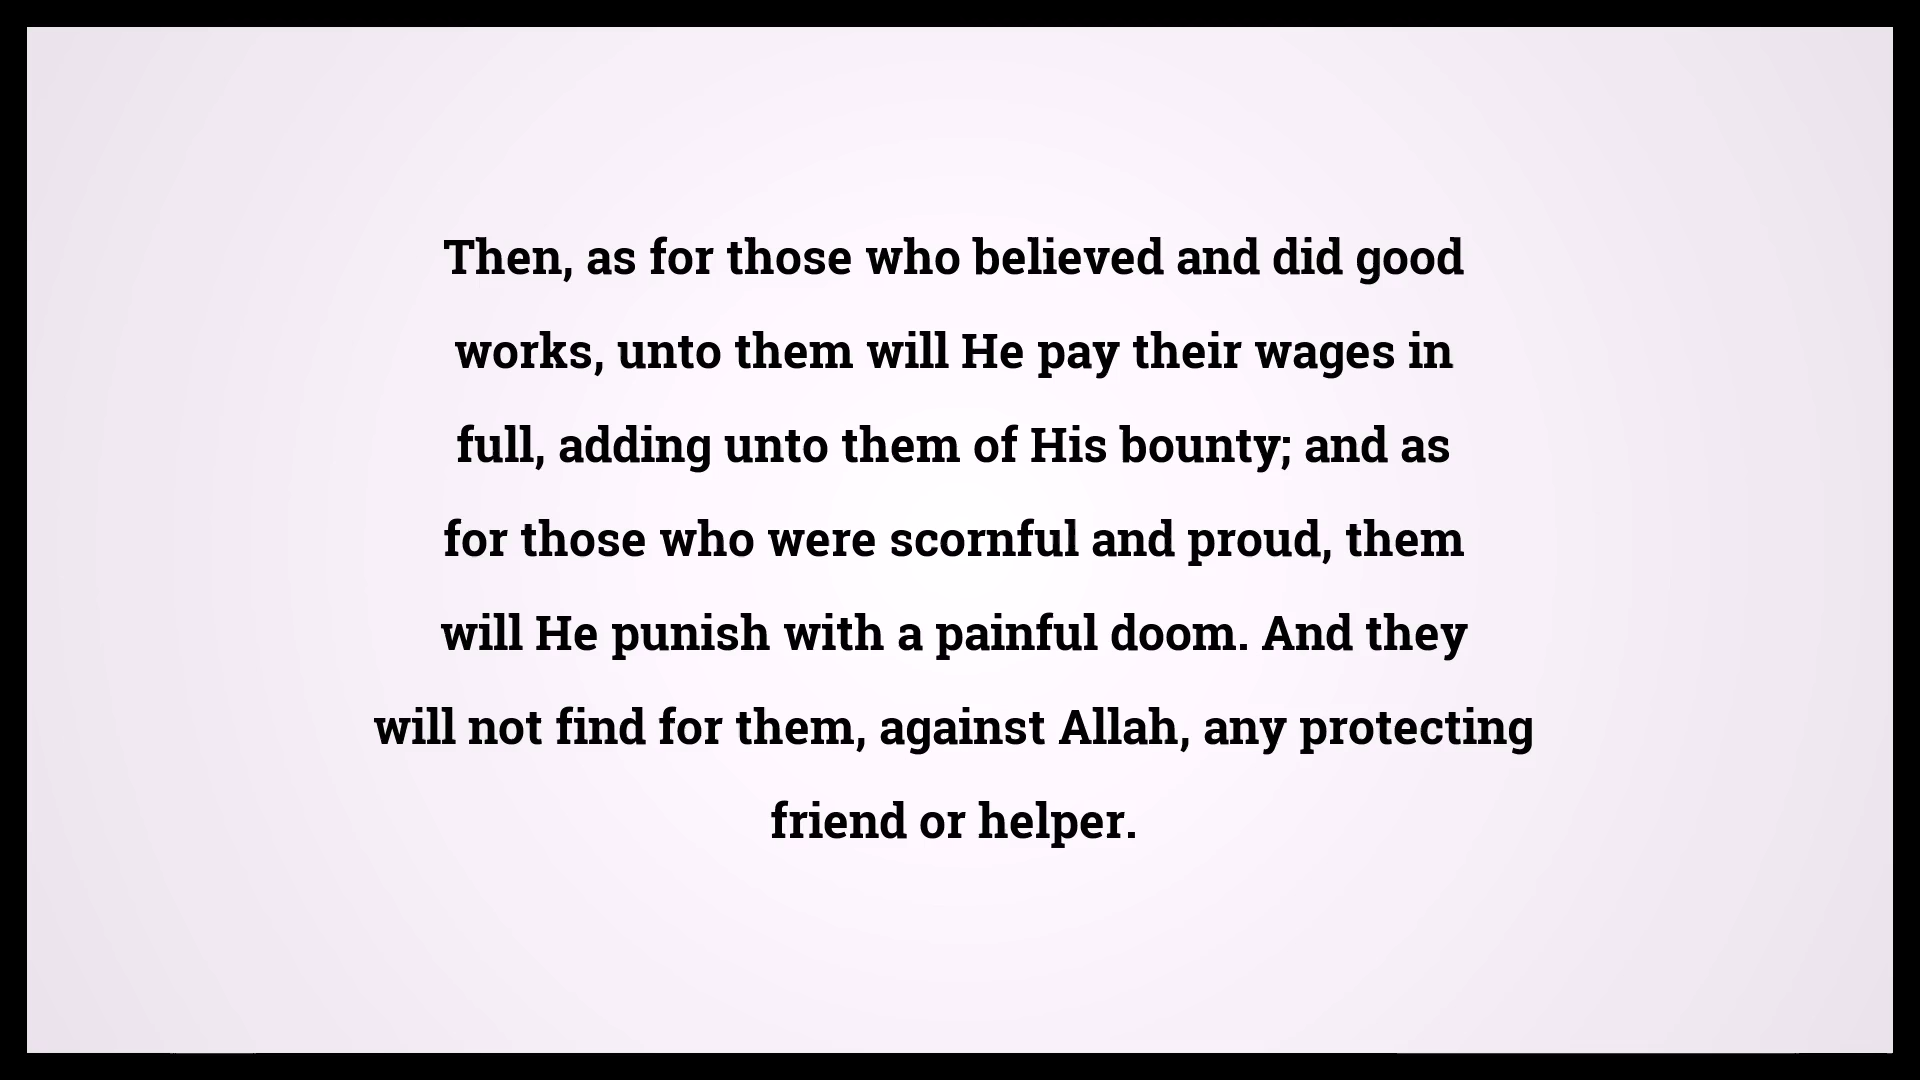 Then, as for those who believed and did good
works, unto them will He pay their wages in
full, adding unto them of His bounty; and as
for those who were scornful and proud, them
will He punish with a painful doom. And they
will not find for them, against Allah, any protecting
friend or helper.